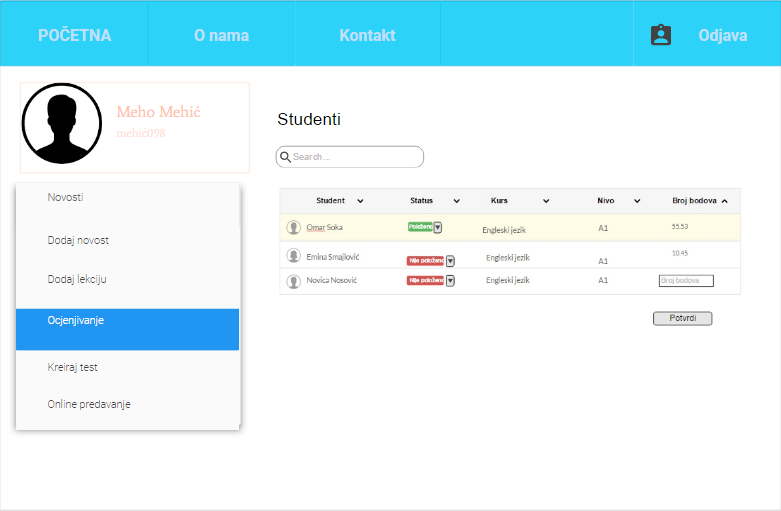 POČETNA O nama Kontakt Odjava
Meho Mehić
mehić098
Novosti
Dodaj novost
Dodaj lekciju
Ocjenjivanje
Kreiraj test
Online predavanje
Studenti
Search...
Student Status Kurs Nivo Broj bodova
Omar Soka Položeno Engleski jezik A1 55.53
Emina Smajlović Nije položeno Engleski jezik A1 10.45
Novica Nosović Nije položeno Engleski jezik A1 Broj bodova
Potvrdi